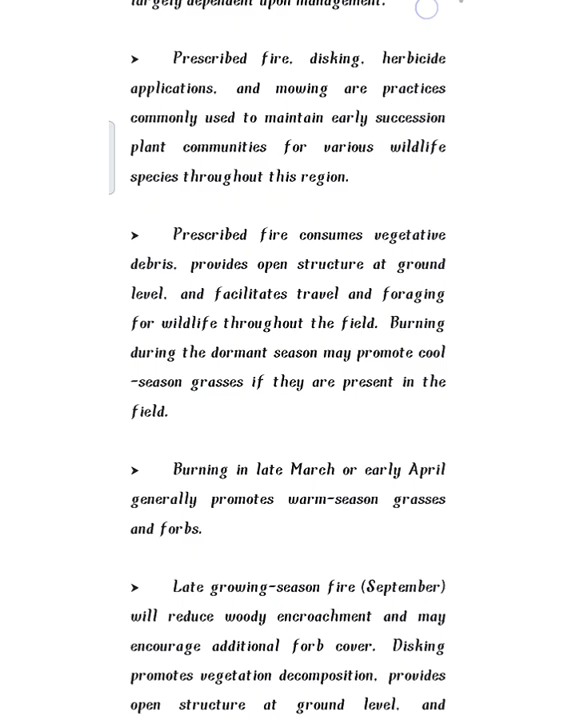 largely dependent upon management.
➤ Prescribed fire, disking, herbicide
applications, and mowing are practices
commonly used to maintain early succession
plant communities for various wildlife
species throughout this region.
➤ Prescribed fire consumes vegetative
debris, provides open structure at ground
level, and facilitates travel and foraging
for wildlife throughout the field. Burning
during the dormant season may promote cool
-season grasses if they are present in the
field.
➤ Burning in late March or early April
generally promotes warm-season grasses
and forbs.
➤ Late growing-season fire (September)
will reduce woody encroachment and may
encourage additional forb cover. Disking
promotes vegetation decomposition, provides
open structure at ground level, and